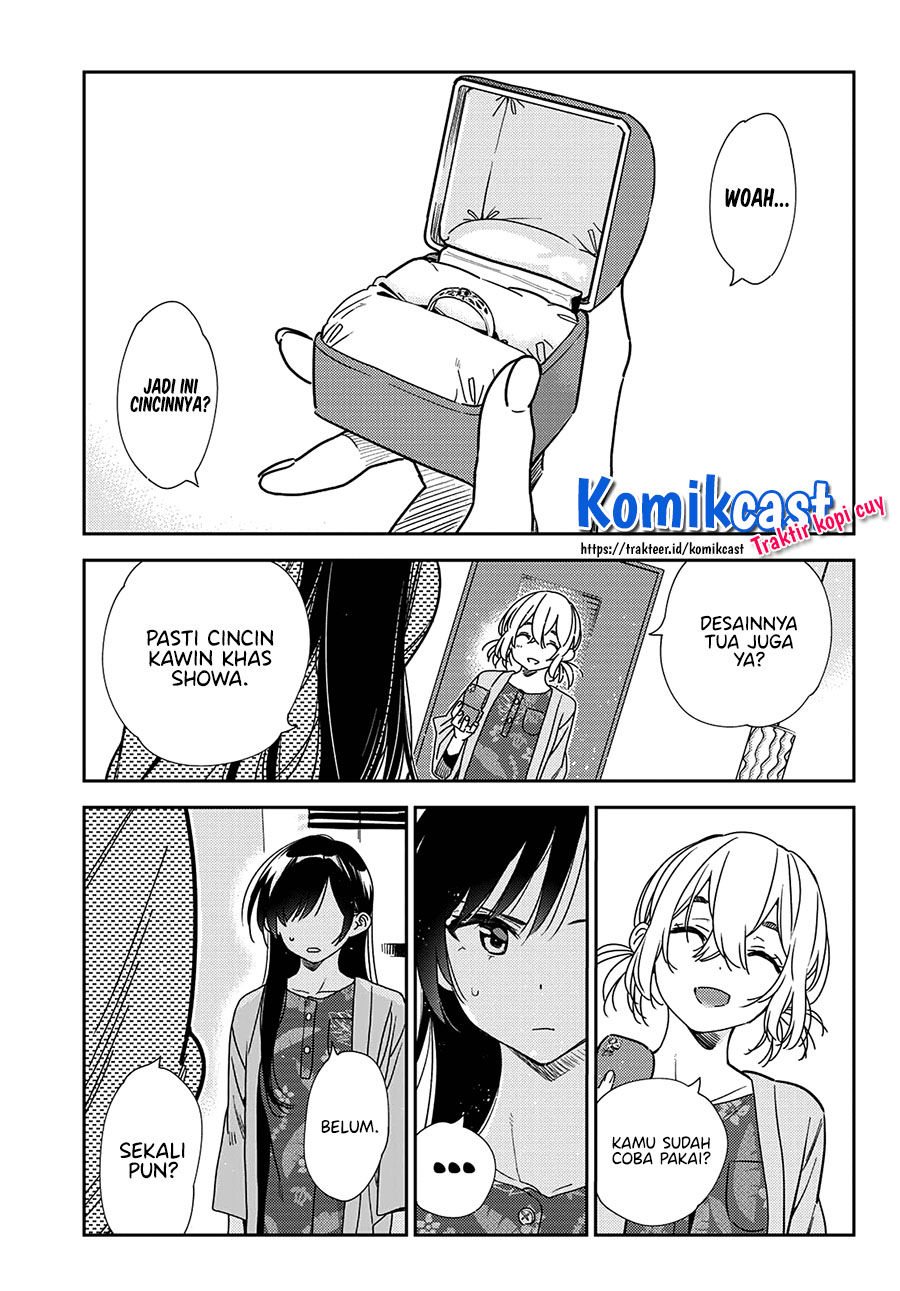 WOAH...
JADI INI
CINCINNYA?
Komikcast
Traktir kopi cuy
https://trakteer.id/komikcast
DESAINNYA
TUA JUGA
YA?
PASTI CINCIN
KAWIN KHAS
SHOWA.
KAMU SUDAH
COBA PAKAI?
...
BELUM.
SEKALI
PUN?